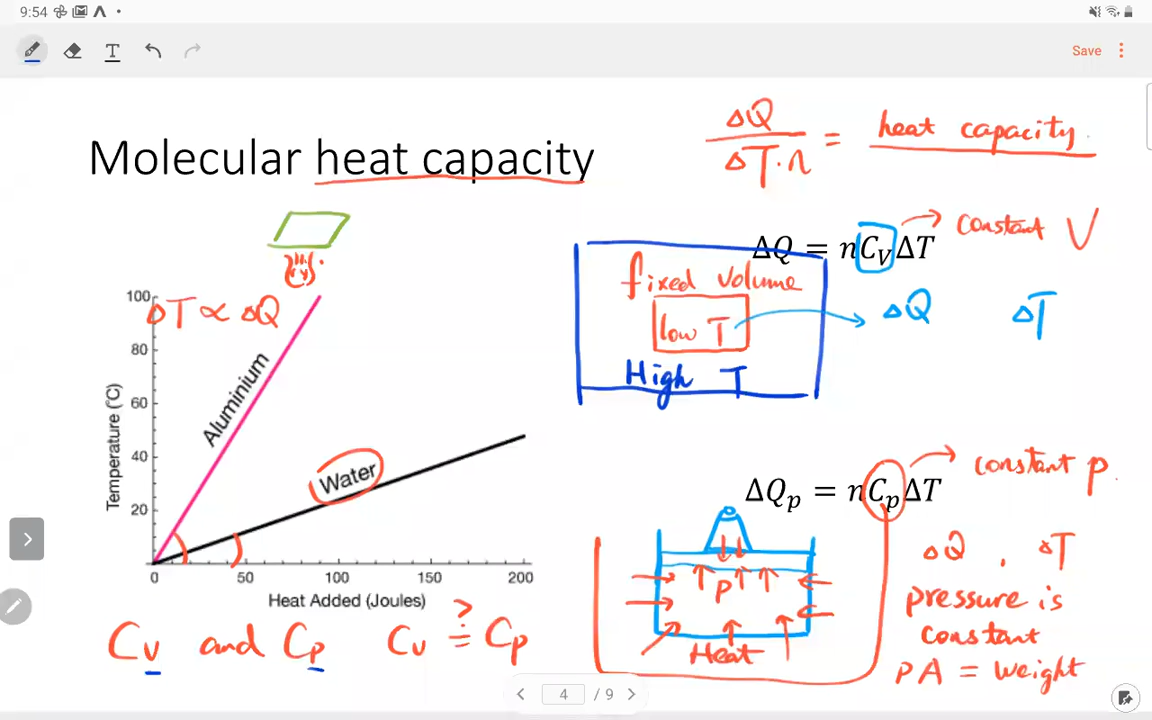 9:54
T
Save
Molecular heat capacity
ΔQ / ΔT·n = heat capacity
ΔQ = nC_VΔT
constant V
fixed volume
low T
High T
ΔQ ΔT
100
80
60
40
20
ΔT ∝ ΔQ
Temperature (°C)
Aluminium
Water
0 50 100 150 200
Heat Added (Joules)
Cv and Cp Cv ≟ Cp
ΔQ_p = nC_pΔT
constant p
P
Heat
ΔQ , ΔT
pressure is
constant
PA = weight
4 / 9